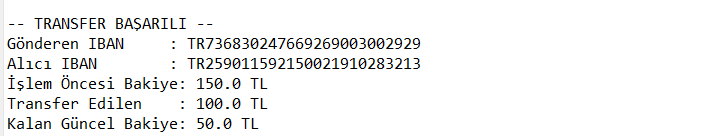 -- TRANSFER BAŞARILI --
Gönderen IBAN     : TR736830247669269003002929
Alıcı IBAN        : TR259011592150021910283213
İşlem Öncesi Bakiye: 150.0 TL
Transfer Edilen    : 100.0 TL
Kalan Güncel Bakiye: 50.0 TL